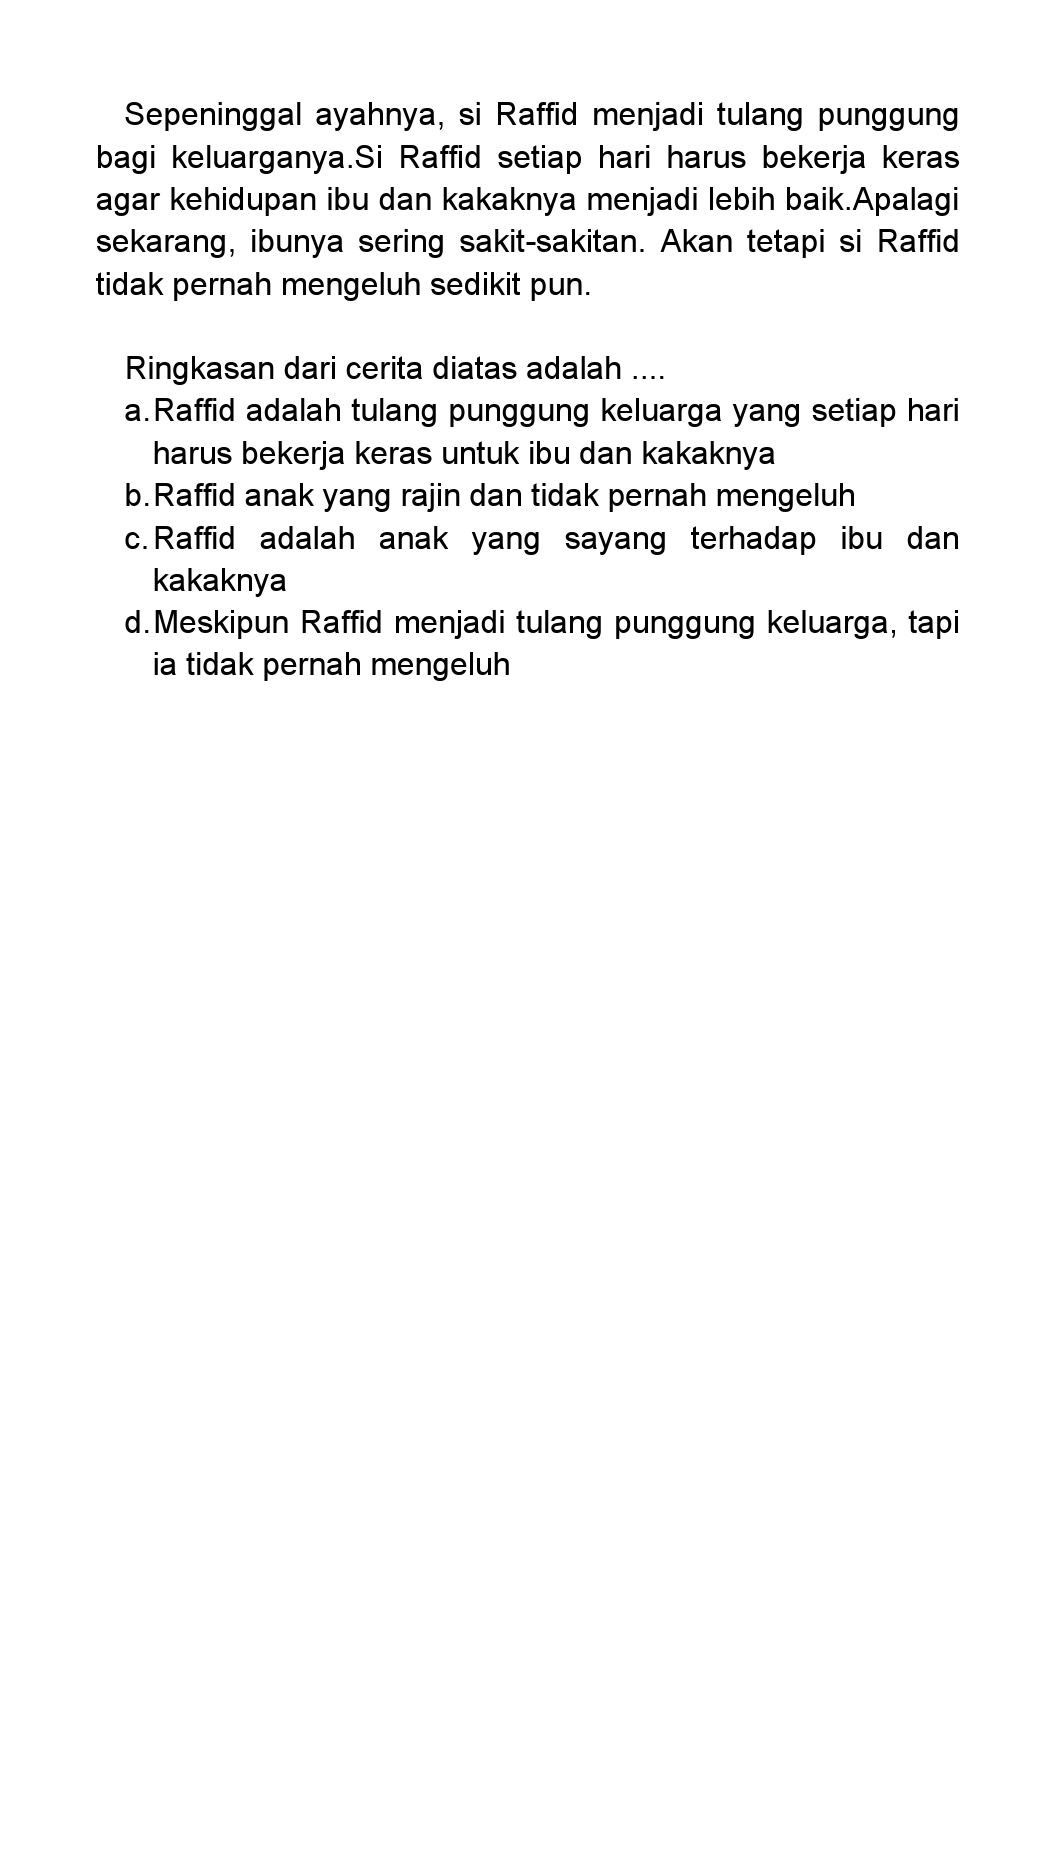 Sepeninggal ayahnya, si Raffid menjadi tulang punggung
bagi keluarganya.Si Raffid setiap hari harus bekerja keras
agar kehidupan ibu dan kakaknya menjadi lebih baik.Apalagi
sekarang, ibunya sering sakit-sakitan. Akan tetapi si Raffid
tidak pernah mengeluh sedikit pun.
Ringkasan dari cerita diatas adalah ....
a.Raffid adalah tulang punggung keluarga yang setiap hari
harus bekerja keras untuk ibu dan kakaknya
b.Raffid anak yang rajin dan tidak pernah mengeluh
c.Raffid adalah anak yang sayang terhadap ibu dan
kakaknya
d.Meskipun Raffid menjadi tulang punggung keluarga, tapi
ia tidak pernah mengeluh